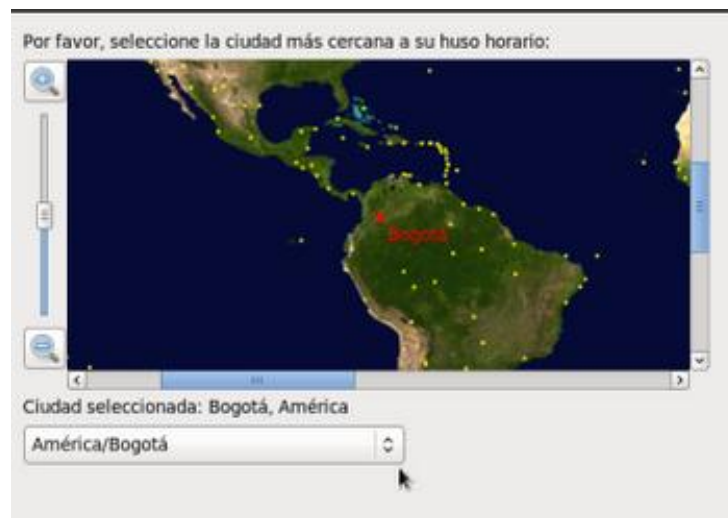 Por favor, seleccione la ciudad más cercana a su huso horario:
Bogotá
Ciudad seleccionada: Bogotá, América
América/Bogotá